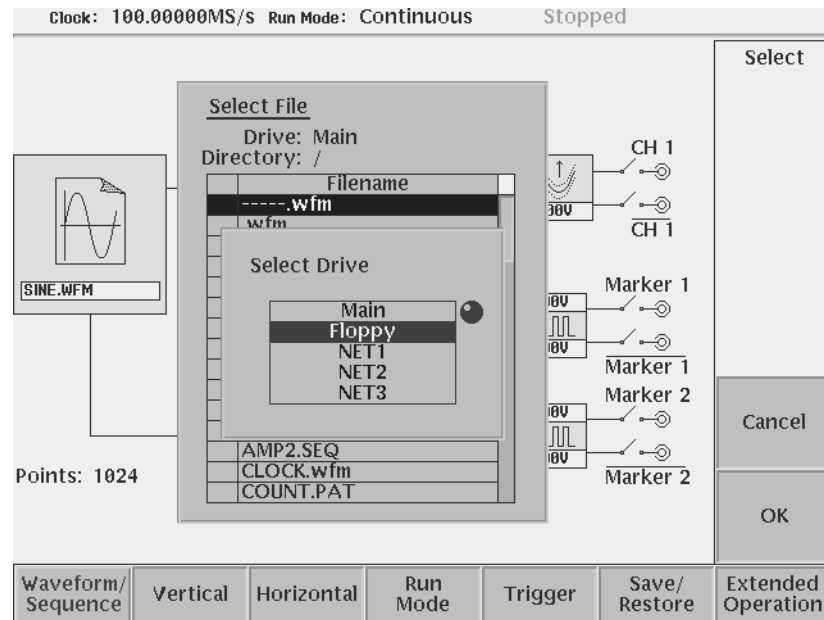 Clock: 100.00000MS/s Run Mode: Continuous Stopped
Select
Select File
Drive: Main
Directory: /
Filename
-----.wfm
wfm
Select Drive
Main
Floppy
NET1
NET2
NET3
AMP2.SEQ
CLOCK.wfm
COUNT.PAT
SINE.WFM
Points: 1024
CH 1
CH 1
Marker 1
Marker 1
Marker 2
Marker 2
Cancel
OK
Waveform/
Sequence
Vertical
Horizontal
Run
Mode
Trigger
Save/
Restore
Extended
Operation